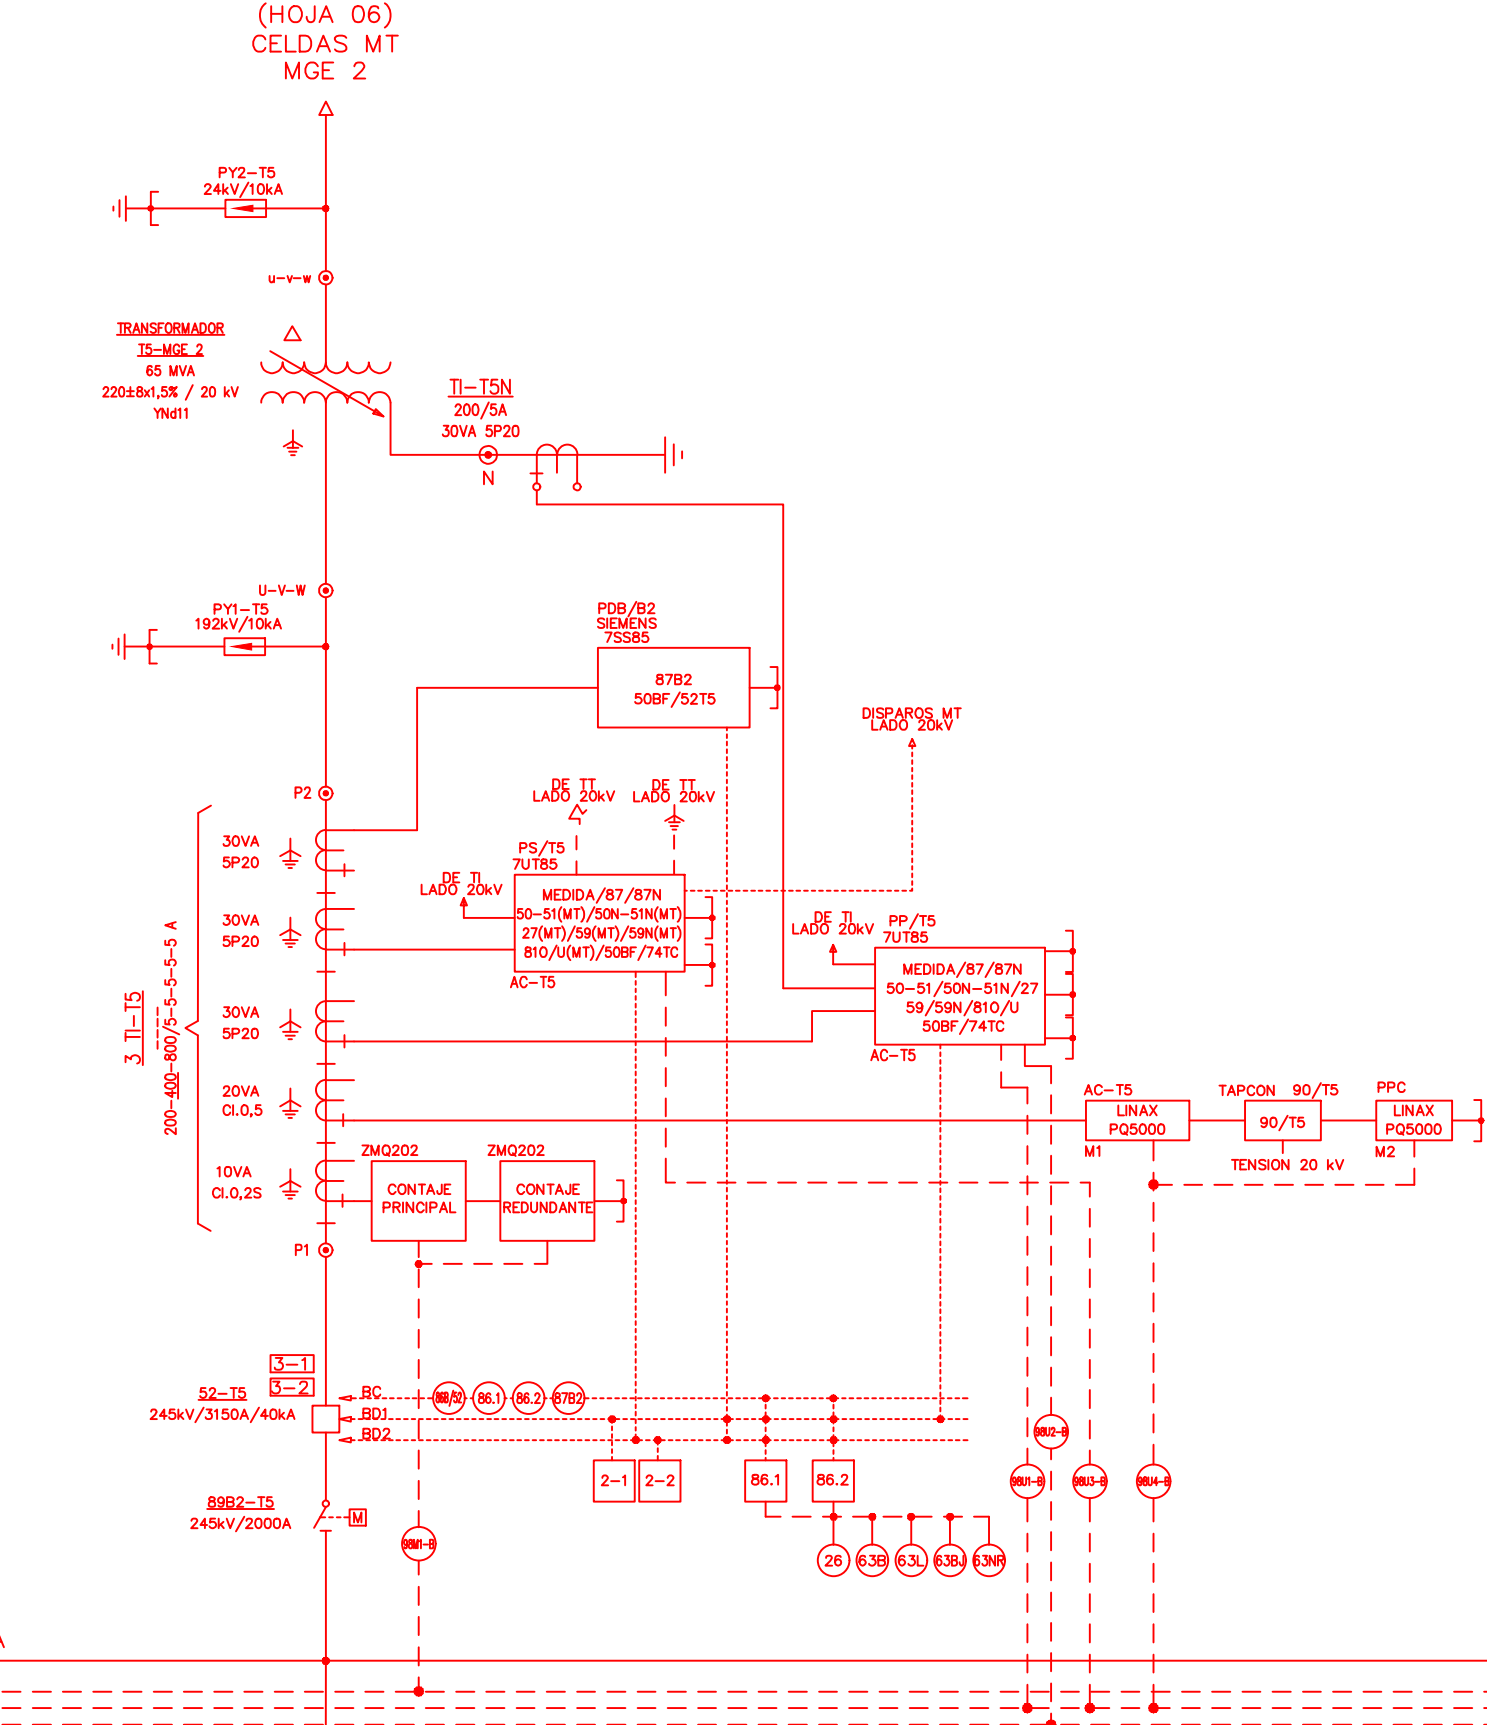 (HOJA 06)
CELDAS MT
MGE 2
PY2-T5
24kV/10kA
u-v-w
TRANSFORMADOR
T5-MGE 2
65 MVA
220±8x1,5% / 20 kV
YNd11
TI-T5N
200/5A
30VA 5P20
N
U-V-W
PY1-T5
192kV/10kA
PDB/B2
SIEMENS
7SS85
87B2
50BF/52T5
DISPAROS MT
LADO 20kV
P2
DE TT
LADO 20kV
DE TT
LADO 20kV
30VA
5P20
PS/T5
7UT85
DE TI
LADO 20kV
MEDIDA/87/87N
50-51(MT)/50N-51N(MT)
27(MT)/59(MT)/59N(MT)
81O/U(MT)/50BF/74TC
AC-T5
30VA
5P20
DE TI
LADO 20kV
PP/T5
7UT85
MEDIDA/87/87N
50-51/50N-51N/27
59/59N/81O/U
50BF/74TC
AC-T5
3 TI-T5
200-400-800/5-5-5-5-5 A
30VA
5P20
20VA
Cl.0,5
AC-T5
LINAX
PQ5000
M1
TAPCON 90/T5
90/T5
TENSION 20 kV
PPC
LINAX
PQ5000
M2
10VA
Cl.0,2S
ZMQ202
CONTAJE
PRINCIPAL
ZMQ202
CONTAJE
REDUNDANTE
P1
3-1
3-2
52-T5
245kV/3150A/40kA
BC
86B/52
86.1
86.2
87B2
BD1
BD2
2-1
2-2
86.1
86.2
98U2-B
98U1-B
98U3-B
98U4-B
89B2-T5
245kV/2000A
M
98M1-B
26
63B
63L
63BJ
63NR